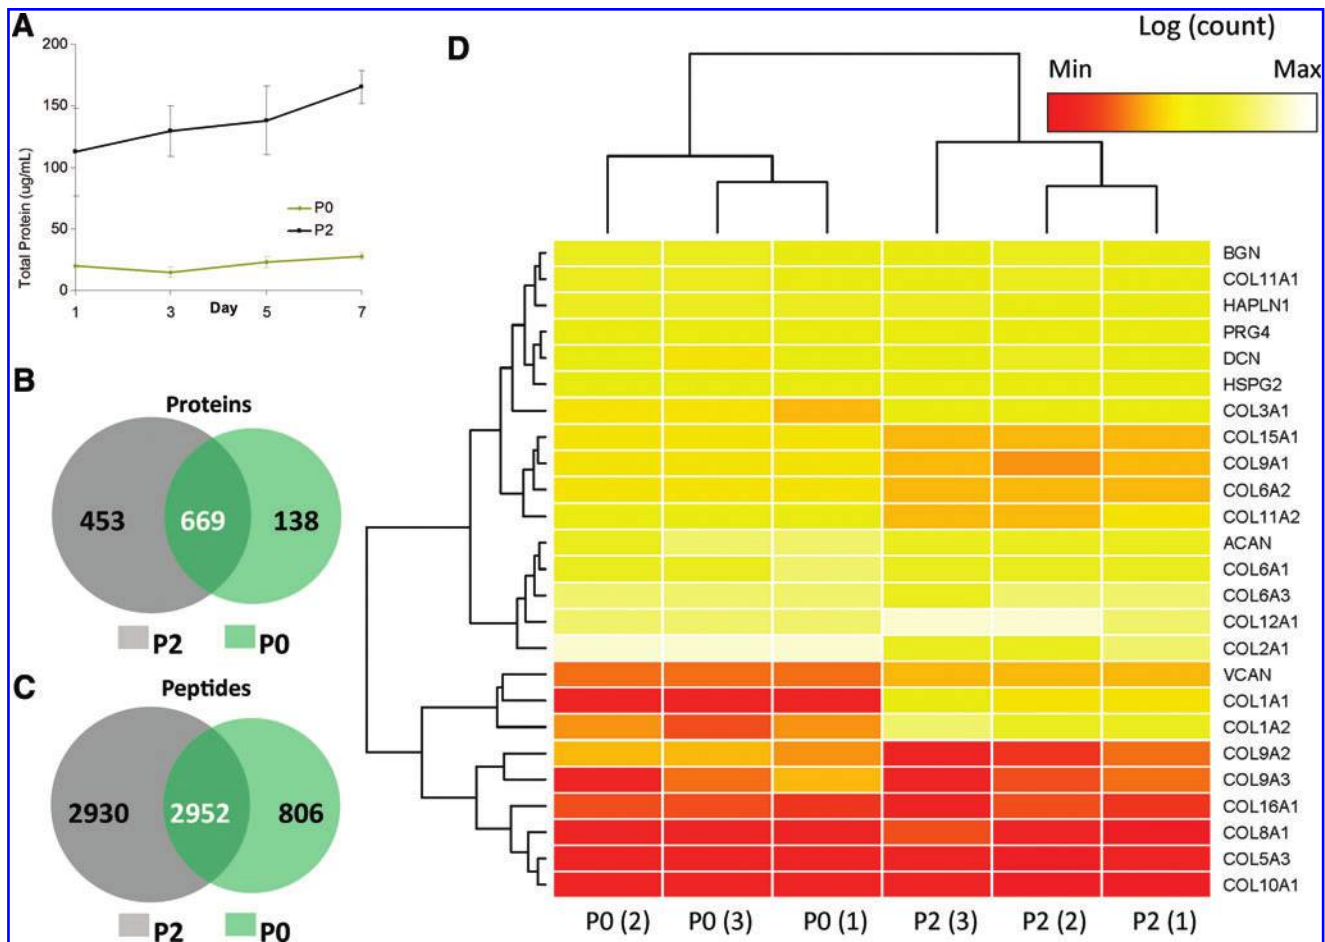 A
Total Protein (ug/mL)
200
150
100
50
0
P0
P2
1 3 5 7
Day
B
Proteins
453 669 138
P2 P0
C
Peptides
2930 2952 806
P2 P0
D
Log (count)
Min Max
BGN
COL11A1
HAPLN1
PRG4
DCN
HSPG2
COL3A1
COL15A1
COL9A1
COL6A2
COL11A2
ACAN
COL6A1
COL6A3
COL12A1
COL2A1
VCAN
COL1A1
COL1A2
COL9A2
COL9A3
COL16A1
COL8A1
COL5A3
COL10A1
P0 (2) P0 (3) P0 (1) P2 (3) P2 (2) P2 (1)